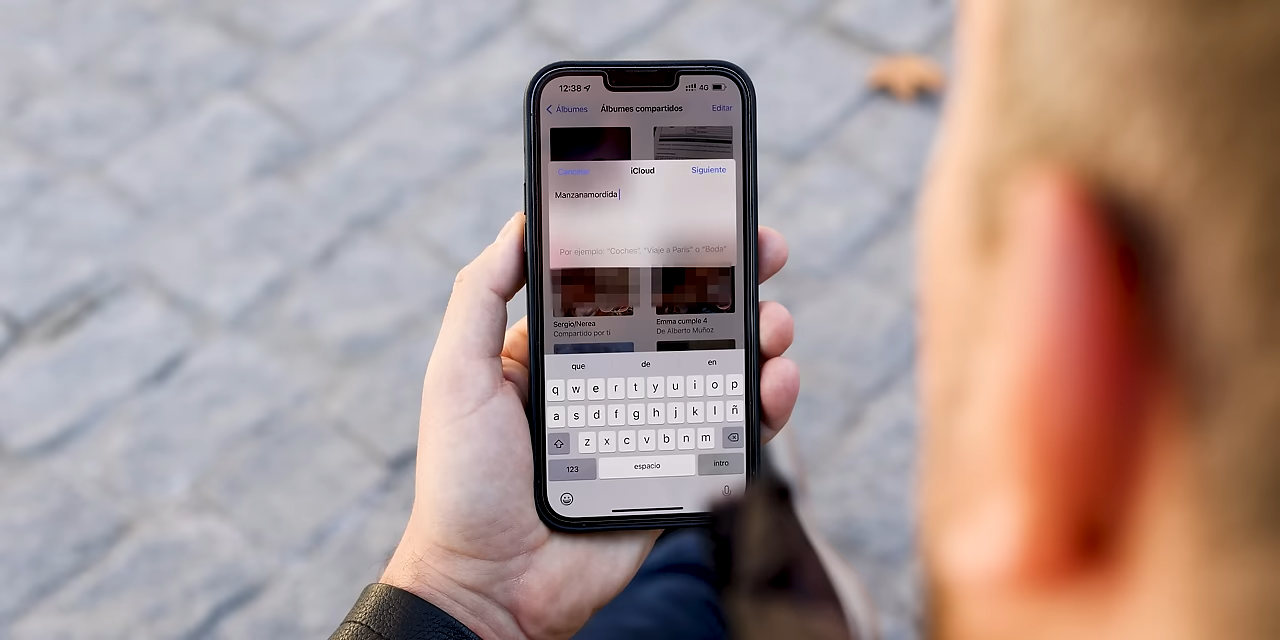 12:38 4G
Álbumes Álbumes compartidos Editar
Cancelar iCloud Siguiente
Manzanamordida
Por ejemplo: "Coches", "Viaje a París" o "Boda"
Sergio/Nerea Emma cumple 4
Compartido por ti De Alberto Muñoz
que de en
q w e r t y u i o p
a s d f g h j k l ñ
z x c v b n m
123 espacio intro